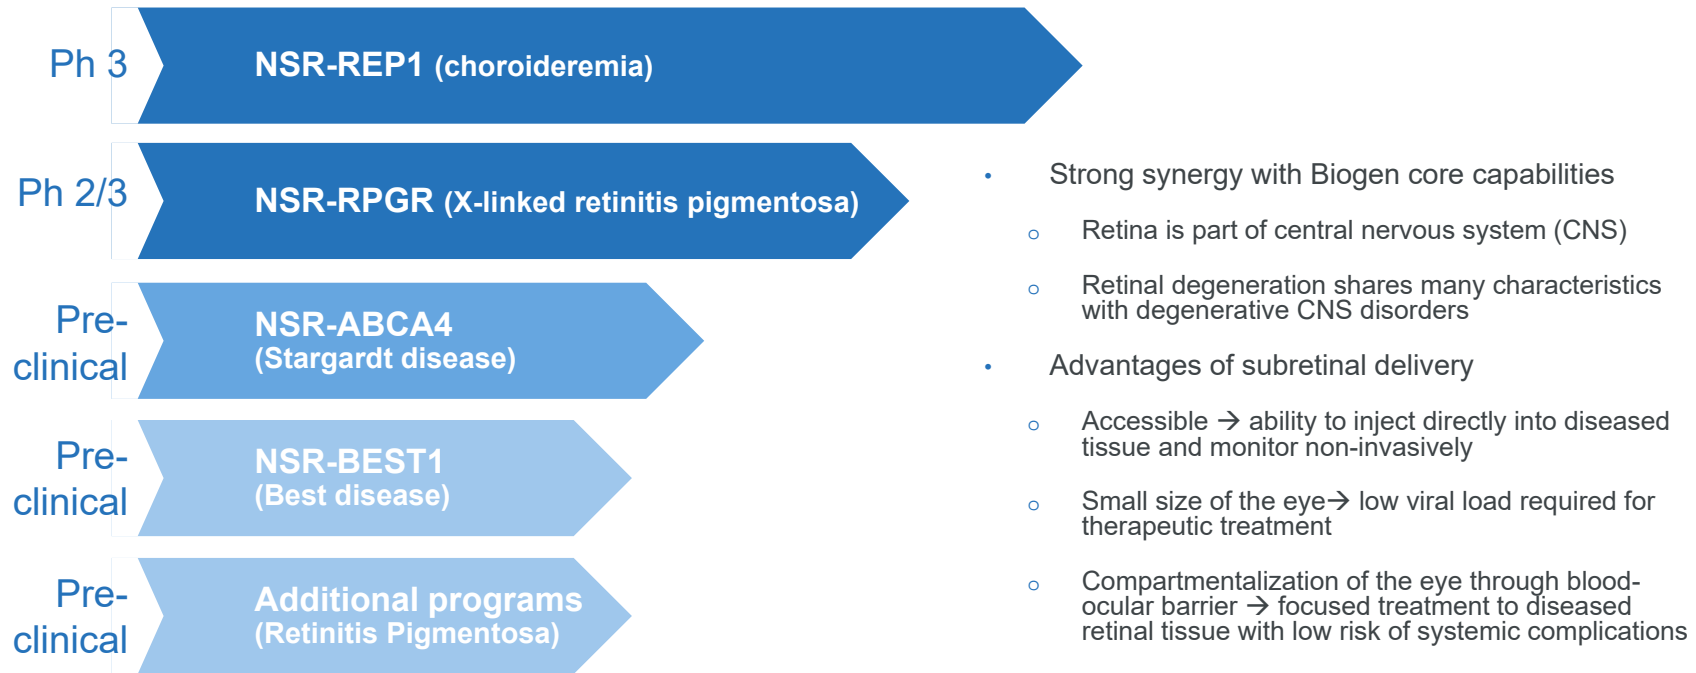 Ph 3
NSR-REP1 (choroideremia)
Ph 2/3
NSR-RPGR (X-linked retinitis pigmentosa)
Pre-
clinical
NSR-ABCA4
(Stargardt disease)
Pre-
clinical
NSR-BEST1
(Best disease)
Pre-
clinical
Additional programs
(Retinitis Pigmentosa)
• Strong synergy with Biogen core capabilities
o Retina is part of central nervous system (CNS)
o Retinal degeneration shares many characteristics
with degenerative CNS disorders
• Advantages of subretinal delivery
o Accessible → ability to inject directly into diseased
tissue and monitor non-invasively
o Small size of the eye→ low viral load required for
therapeutic treatment
o Compartmentalization of the eye through blood-
ocular barrier → focused treatment to diseased
retinal tissue with low risk of systemic complications